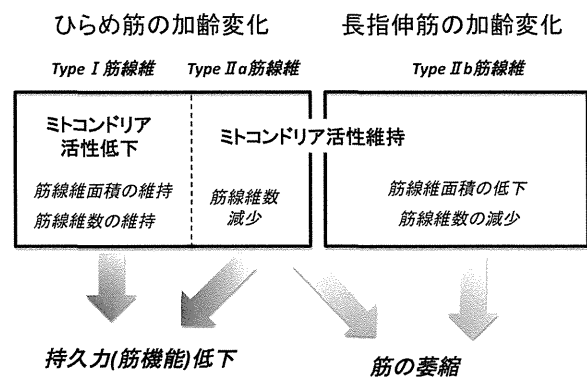 ひらめ筋の加齢変化
長指伸筋の加齢変化
Type Ⅰ 筋線維
Type Ⅱa筋線維
Type Ⅱb筋線維
ミトコンドリア
活性低下
ミトコンドリア活性維持
筋線維面積の維持
筋線維数の維持
筋線維数
減少
筋線維面積の低下
筋線維数の減少
持久力(筋機能)低下
筋の萎縮